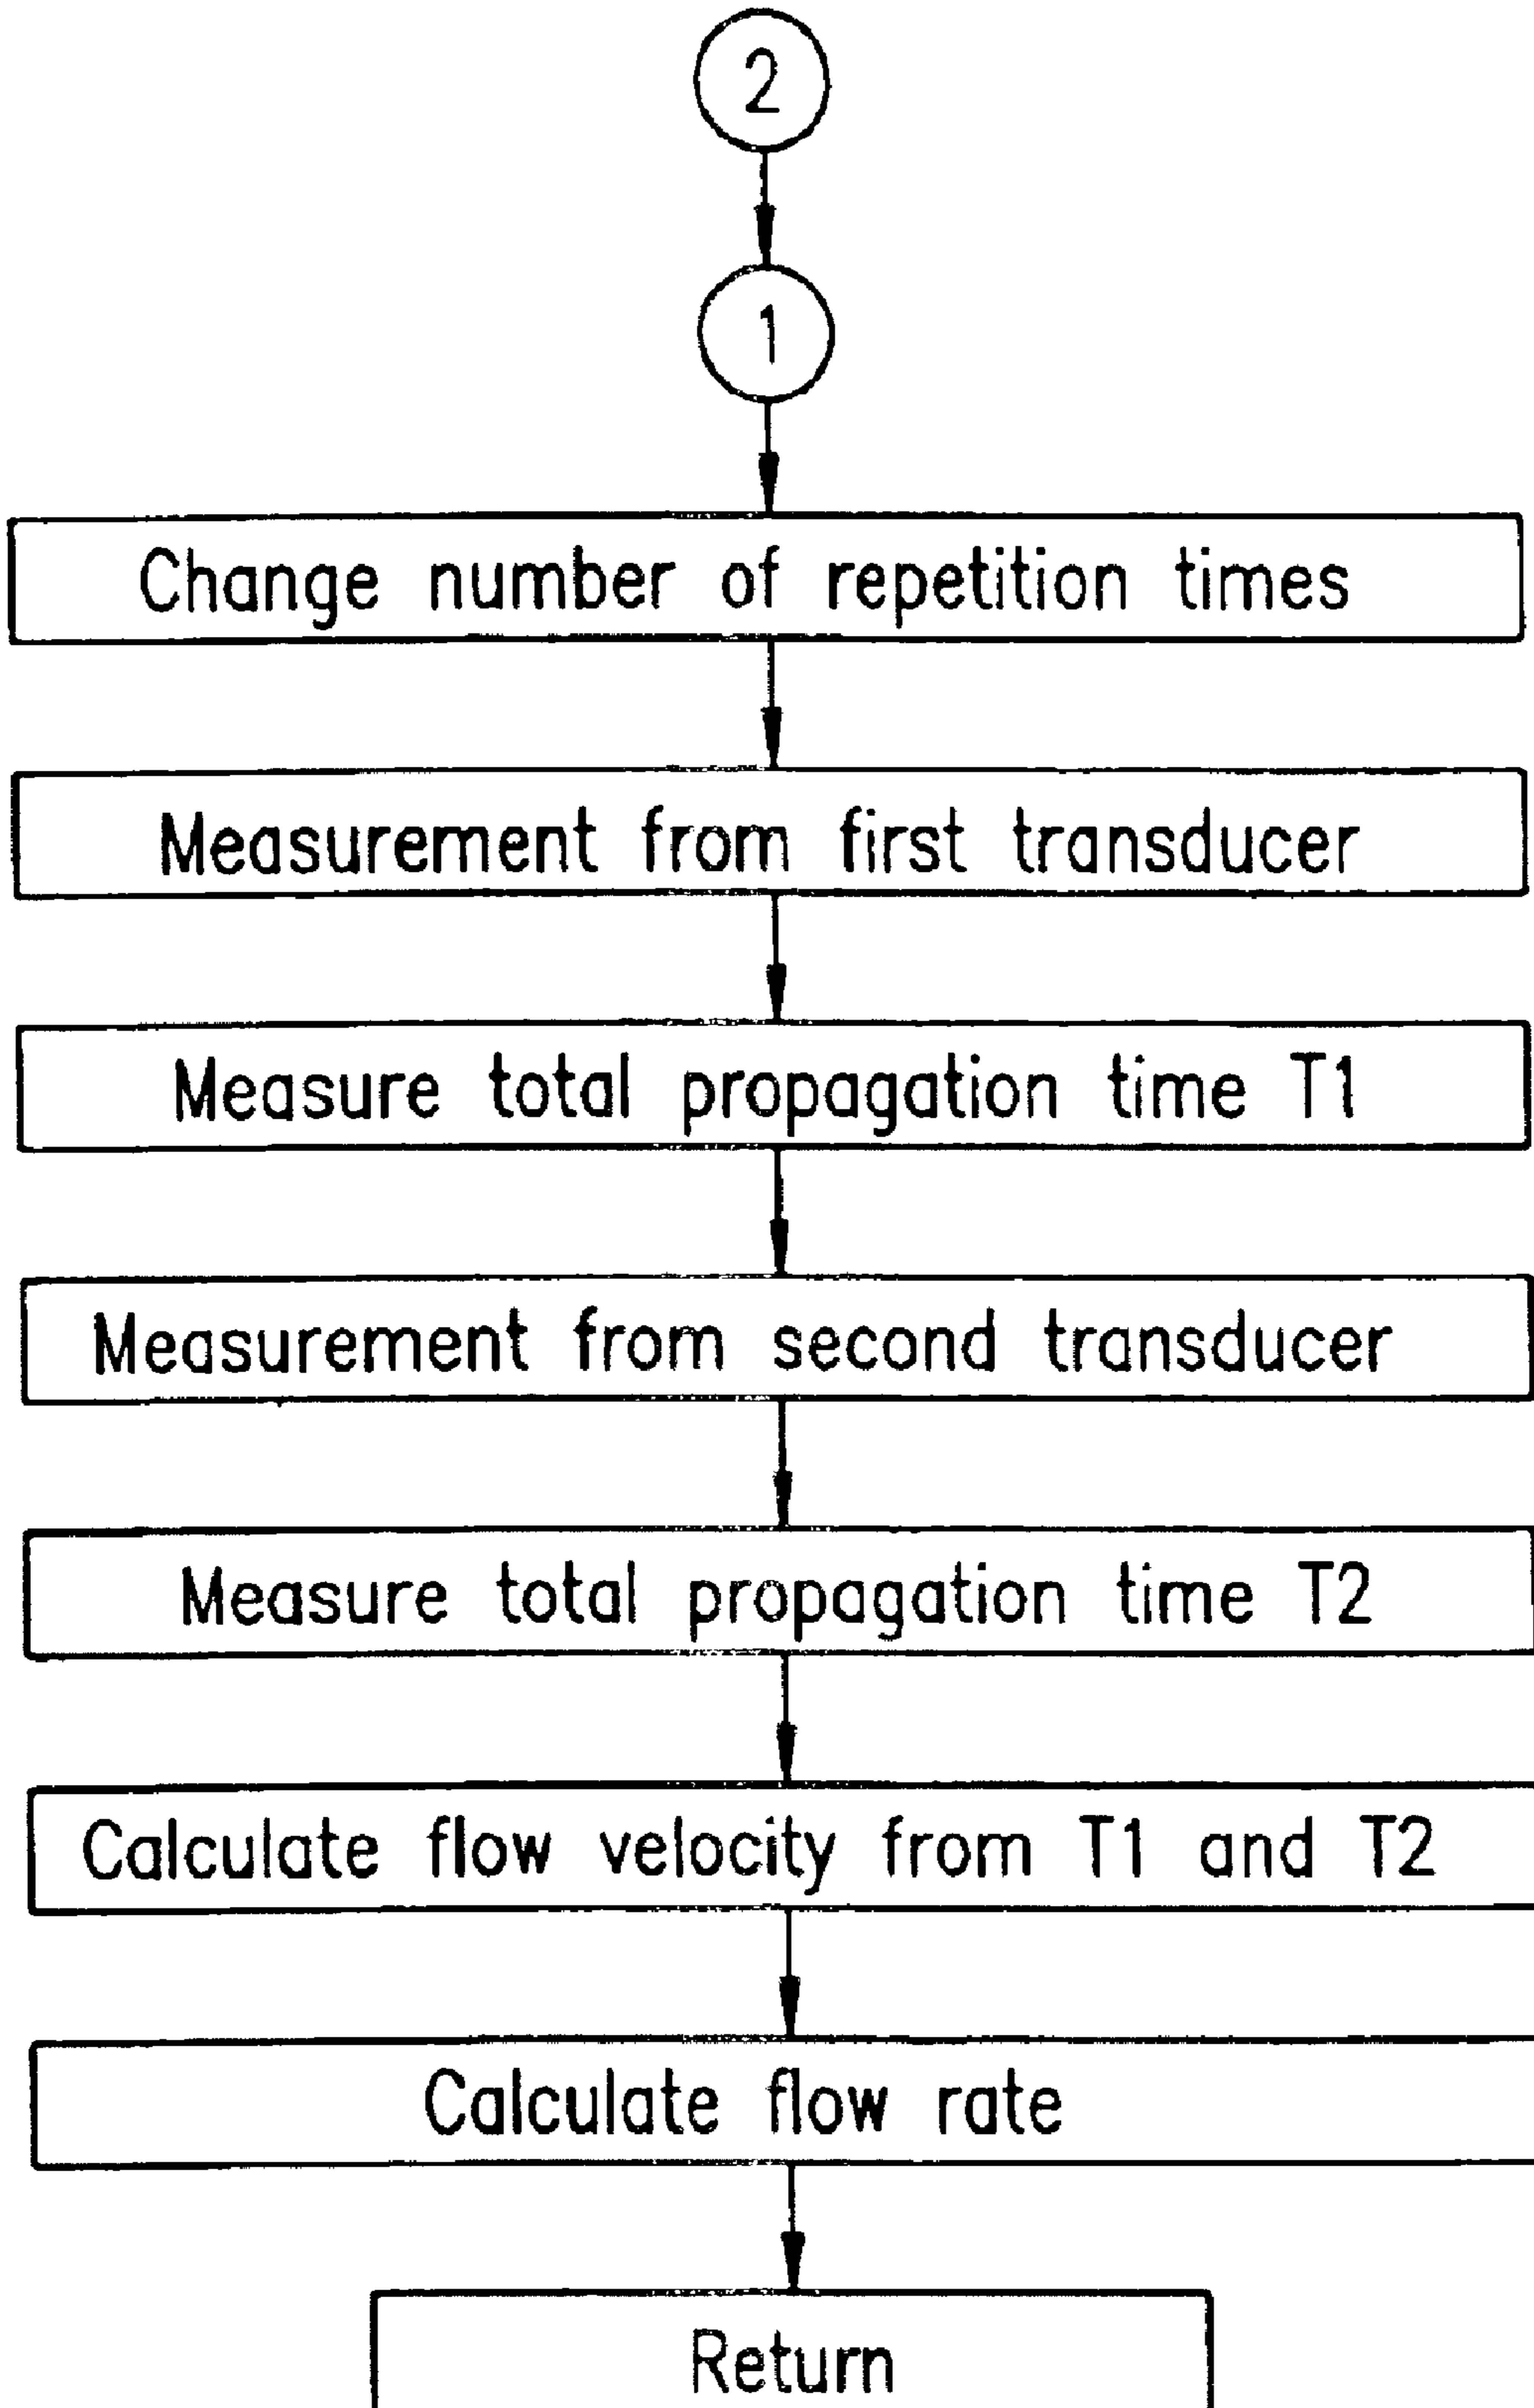 2
1
Change number of repetition times
Measurement from first transducer
Measure total propagation time T1
Measurement from second transducer
Measure total propagation time T2
Calculate flow velocity from T1 and T2
Calculate flow rate
Return